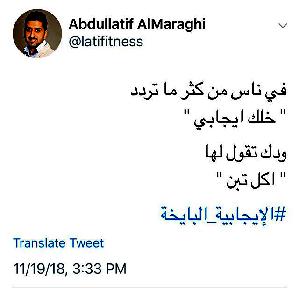 Abdullatif AlMaraghi
@latifitness
في ناس من كثر ما تردد
" خلك ايجابي "
ودك تقول لها
" اكل تبن "
#الإيجابية_البايخة
Translate Tweet
11/19/18, 3:33 PM